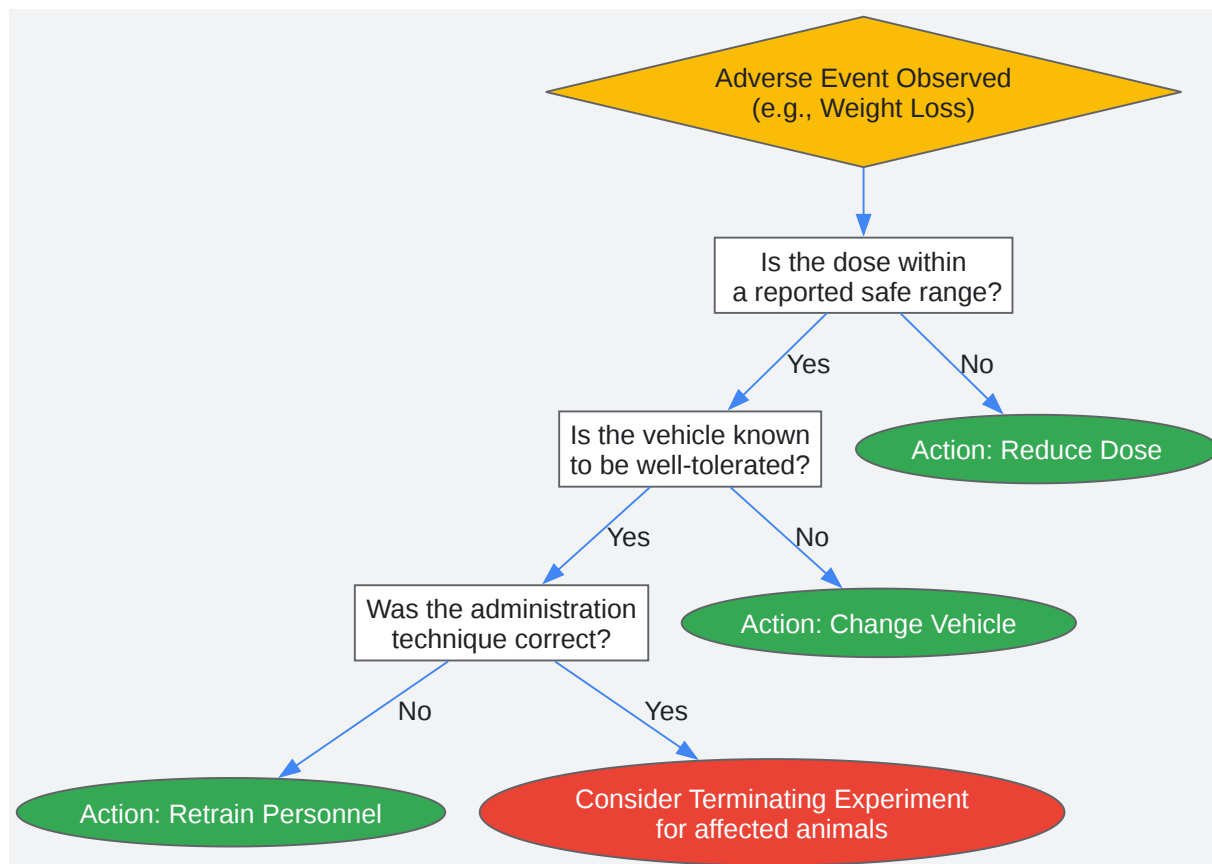 Adverse Event Observed
(e.g., Weight Loss)
Is the dose within
a reported safe range?
Yes
No
Is the vehicle known
to be well-tolerated?
Action: Reduce Dose
Yes
No
Was the administration
technique correct?
Action: Change Vehicle
No
Yes
Action: Retrain Personnel
Consider Terminating Experiment
for affected animals